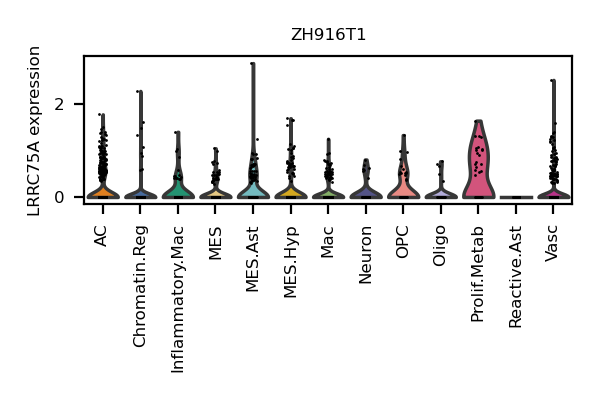 ZH916T1
LRRC75A expression
2
0
AC
Chromatin.Reg
Inflammatory.Mac
MES
MES.Ast
MES.Hyp
Mac
Neuron
OPC
Oligo
Prolif.Metab
Reactive.Ast
Vasc